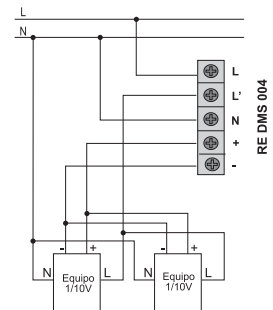 L
N
L
L'
N
+
-
RE DMS 004
- +
N Equipo L
1/10V
- +
N Equipo L
1/10V